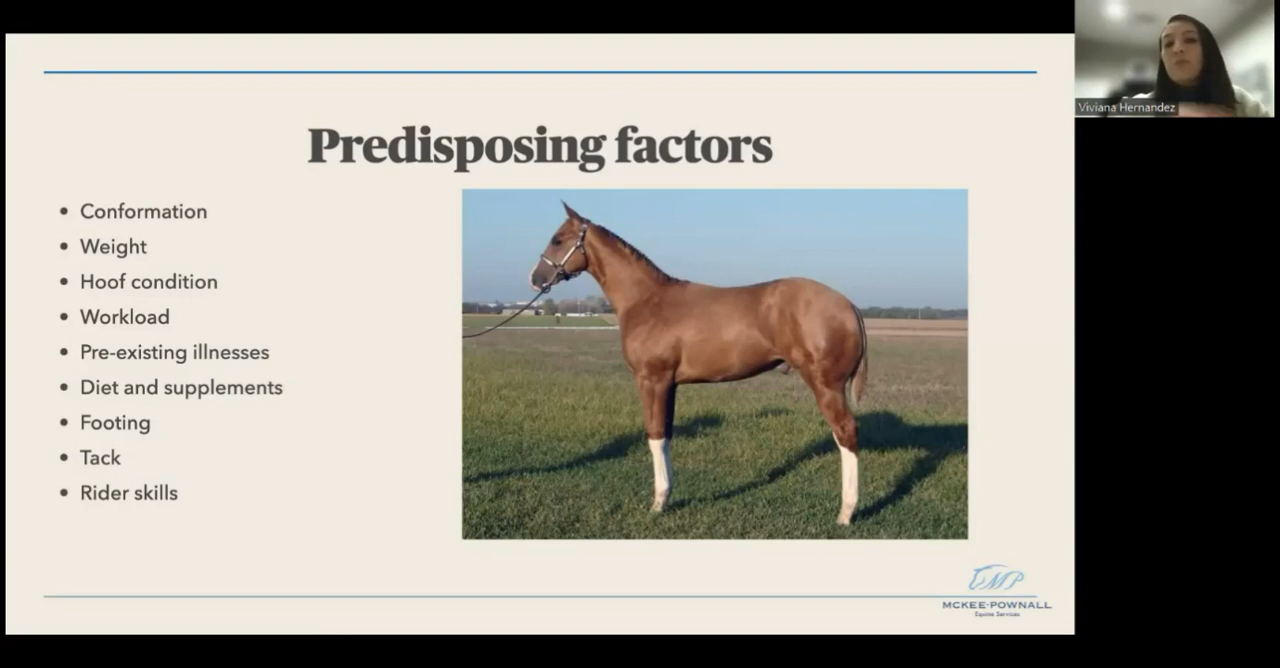 Predisposing factors
• Conformation
• Weight
• Hoof condition
• Workload
• Pre-existing illnesses
• Diet and supplements
• Footing
• Tack
• Rider skills
MP
MCKEE-POWNALL
Equine Services
Viviana Hernandez